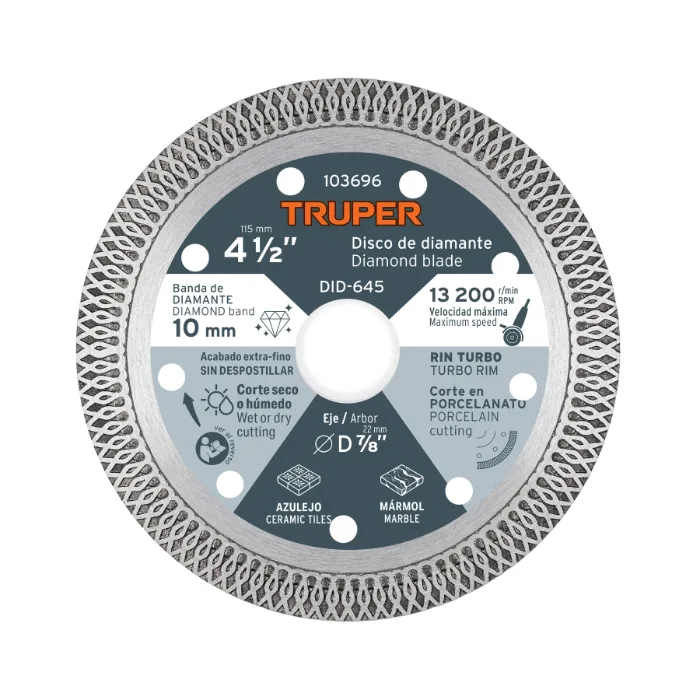 103696
TRUPER
115 mm
4 ½"
Disco de diamante
Diamond blade
DID-645
Banda de
DIAMANTE
DIAMOND band
10 mm
13 200 r/min
RPM
Velocidad máxima
Maximum speed
Acabado extra-fino
SIN DESPOSTILLAR
Corte seco
o húmedo
Wet or dry
cutting
ver al reverso
RIN TURBO
TURBO RIM
Corte en
PORCELANATO
PORCELAIN
cutting
Eje / Arbor
22 mm
Ø D ⅞"
AZULEJO
CERAMIC TILES
MÁRMOL
MARBLE